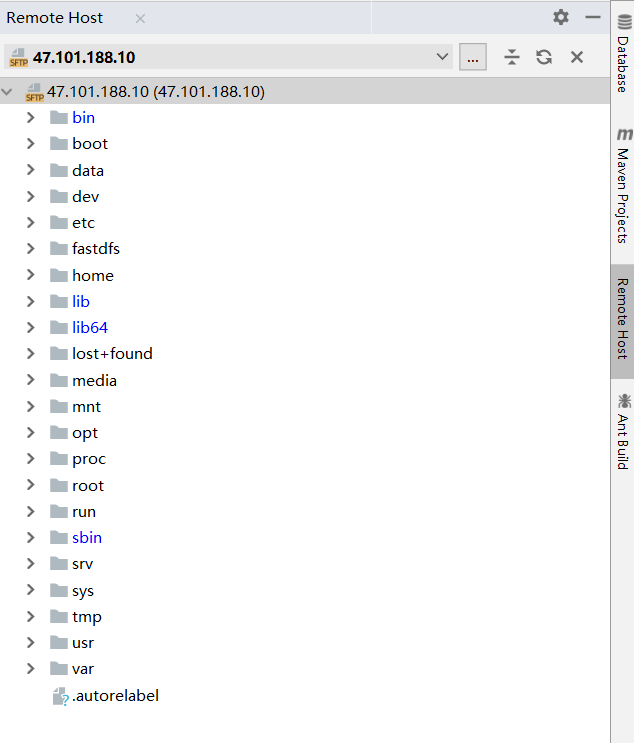 Remote Host
SFTP 47.101.188.10 ...
SFTP 47.101.188.10 (47.101.188.10)
bin
boot
data
dev
etc
fastdfs
home
lib
lib64
lost+found
media
mnt
opt
proc
root
run
sbin
srv
sys
tmp
usr
var
.autorelabel
Database
m Maven Projects
Remote Host
Ant Build